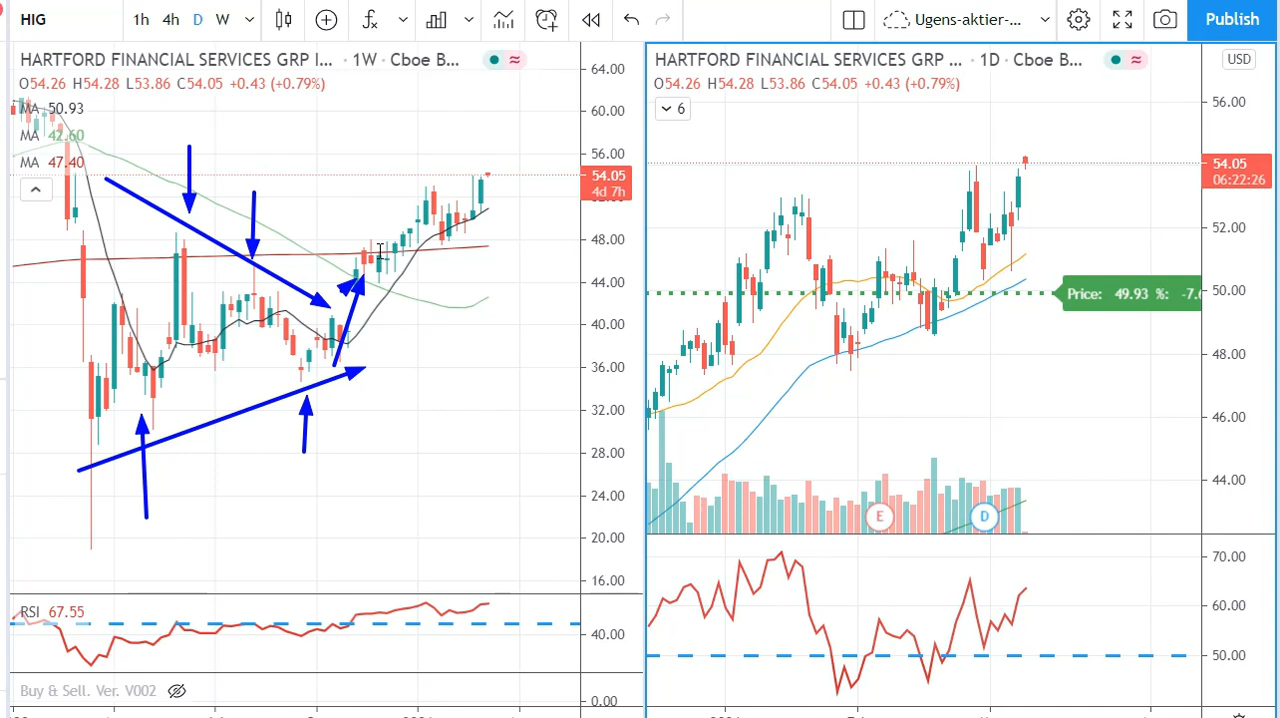 HIG 1h 4h D W Ugens-aktier-... Publish
HARTFORD FINANCIAL SERVICES GRP I... · 1W · Cboe B...
O54.26 H54.28 L53.86 C54.05 +0.43 (+0.79%)
MA 50.93
MA 42.60
MA 47.40
64.00
60.00
56.00
54.05
4d 7h
48.00
44.00
40.00
36.00
32.00
28.00
24.00
20.00
16.00
RSI 67.55
40.00
Buy & Sell. Ver. V002
0.00
HARTFORD FINANCIAL SERVICES GRP ... · 1D · Cboe B...
USD
O54.26 H54.28 L53.86 C54.05 +0.43 (+0.79%)
6
56.00
54.05
06:22:26
52.00
50.00
Price: 49.93 %:
48.00
46.00
44.00
E D
70.00
60.00
50.00